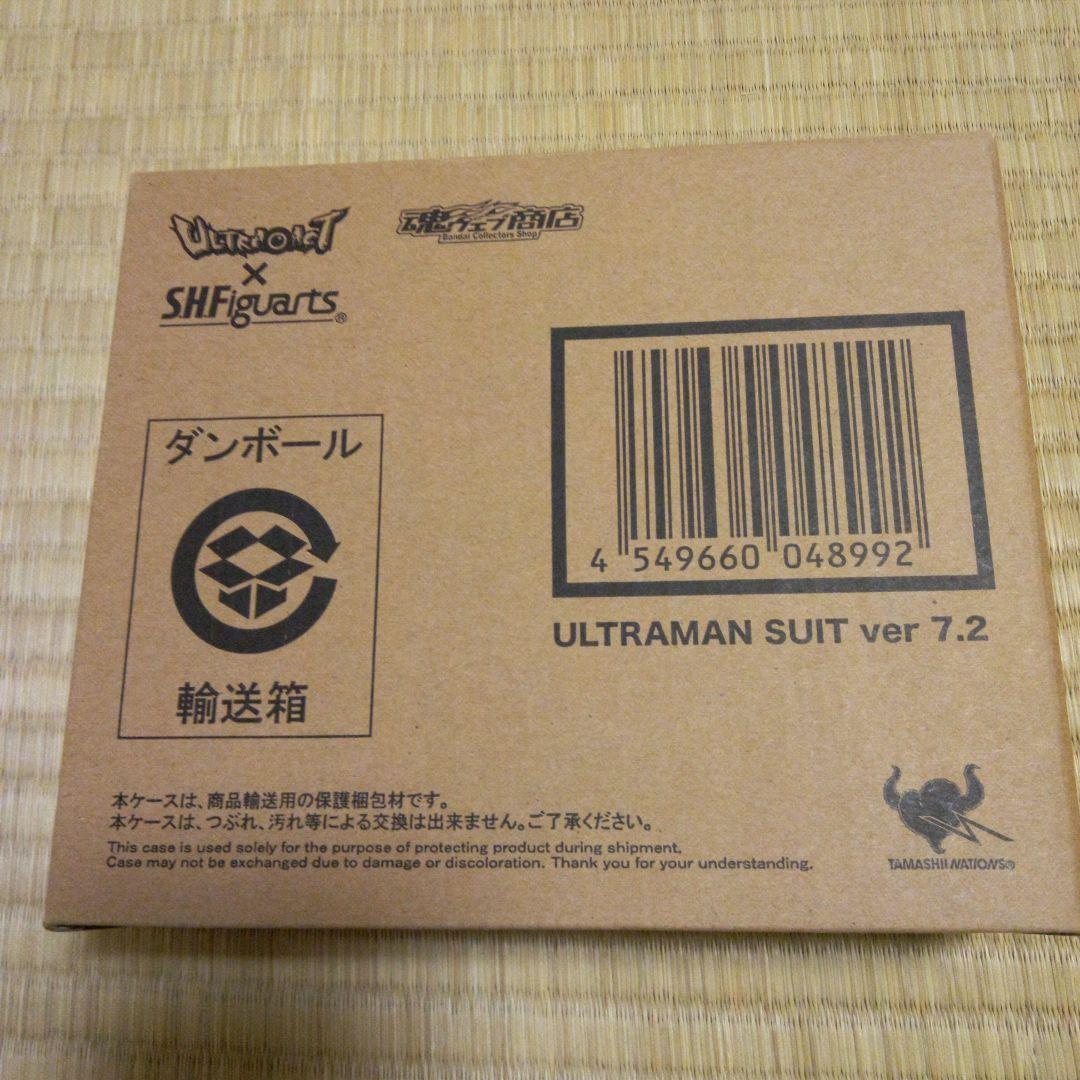 ULTRA-ACT
×
S.H.Figuarts®
魂ウェブ商店
Bandai Collectors Shop
ダンボール
輸送箱
4 549660 048992
ULTRAMAN SUIT ver 7.2
本ケースは、商品輸送用の保護梱包材です。
本ケースは、つぶれ、汚れ等による交換は出来ません。ご了承ください。
This case is used solely for the purpose of protecting product during shipment.
Case may not be exchanged due to damage or discoloration. Thank you for your understanding.
TAMASHII NATIONS®